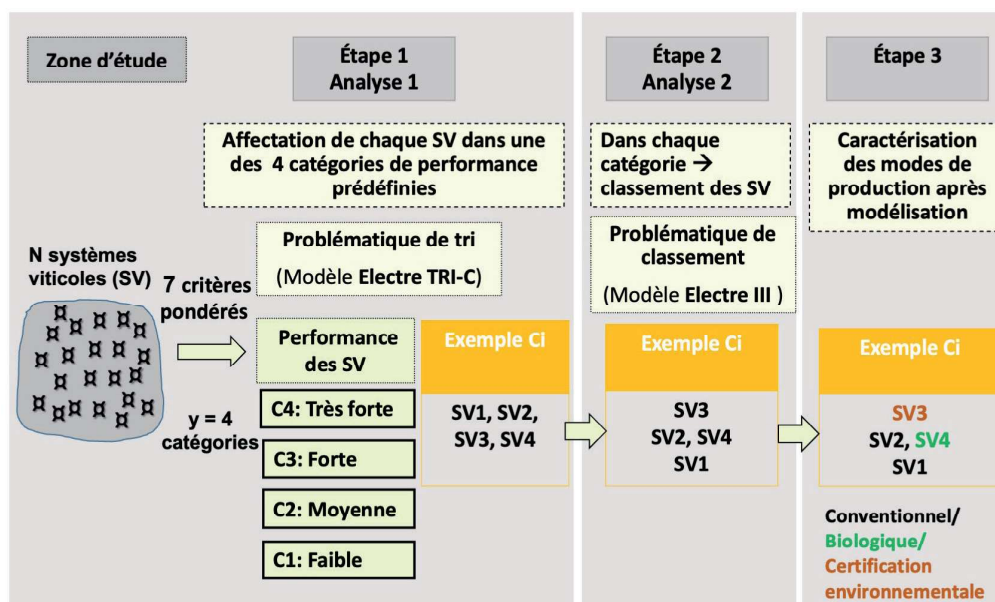 Zone d'étude
Étape 1
Analyse 1
Affectation de chaque SV dans une
des 4 catégories de performance
prédéfinies
Problématique de tri
(Modèle Electre TRI-C)
N systèmes
viticoles (SV)
7 critères
pondérés
y = 4
catégories
Performance
des SV
C4: Très forte
C3: Forte
C2: Moyenne
C1: Faible
Exemple Ci
SV1, SV2,
SV3, SV4
Étape 2
Analyse 2
Dans chaque
catégorie →
classement des SV
Problématique de
classement
(Modèle Electre III )
Exemple Ci
SV3
SV2, SV4
SV1
Étape 3
Caractérisation
des modes de
production après
modélisation
Exemple Ci
SV3
SV2, SV4
SV1
Conventionnel/
Biologique/
Certification
environnementale